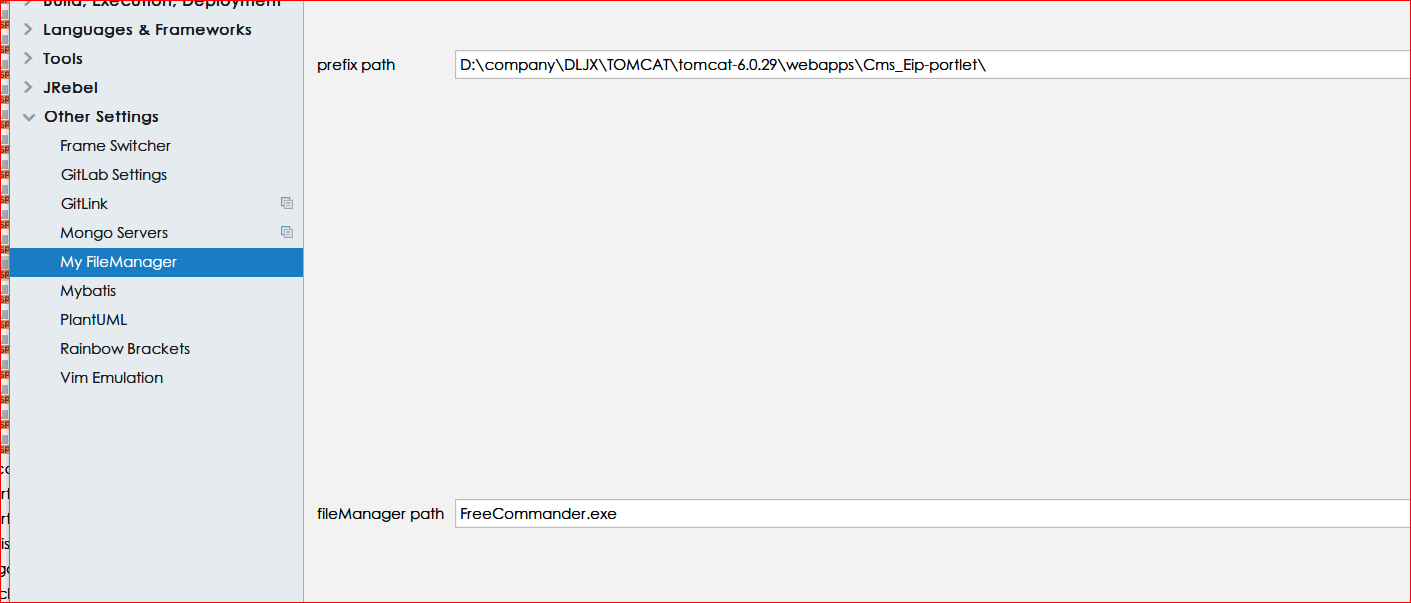 Build, Execution, Deployment
Languages & Frameworks
Tools
JRebel
Other Settings
Frame Switcher
GitLab Settings
GitLink
Mongo Servers
My FileManager
Mybatis
PlantUML
Rainbow Brackets
Vim Emulation
prefix path
D:\company\DLJX\TOMCAT\tomcat-6.0.29\webapps\Cms_Eip-portlet\
fileManager path
FreeCommander.exe